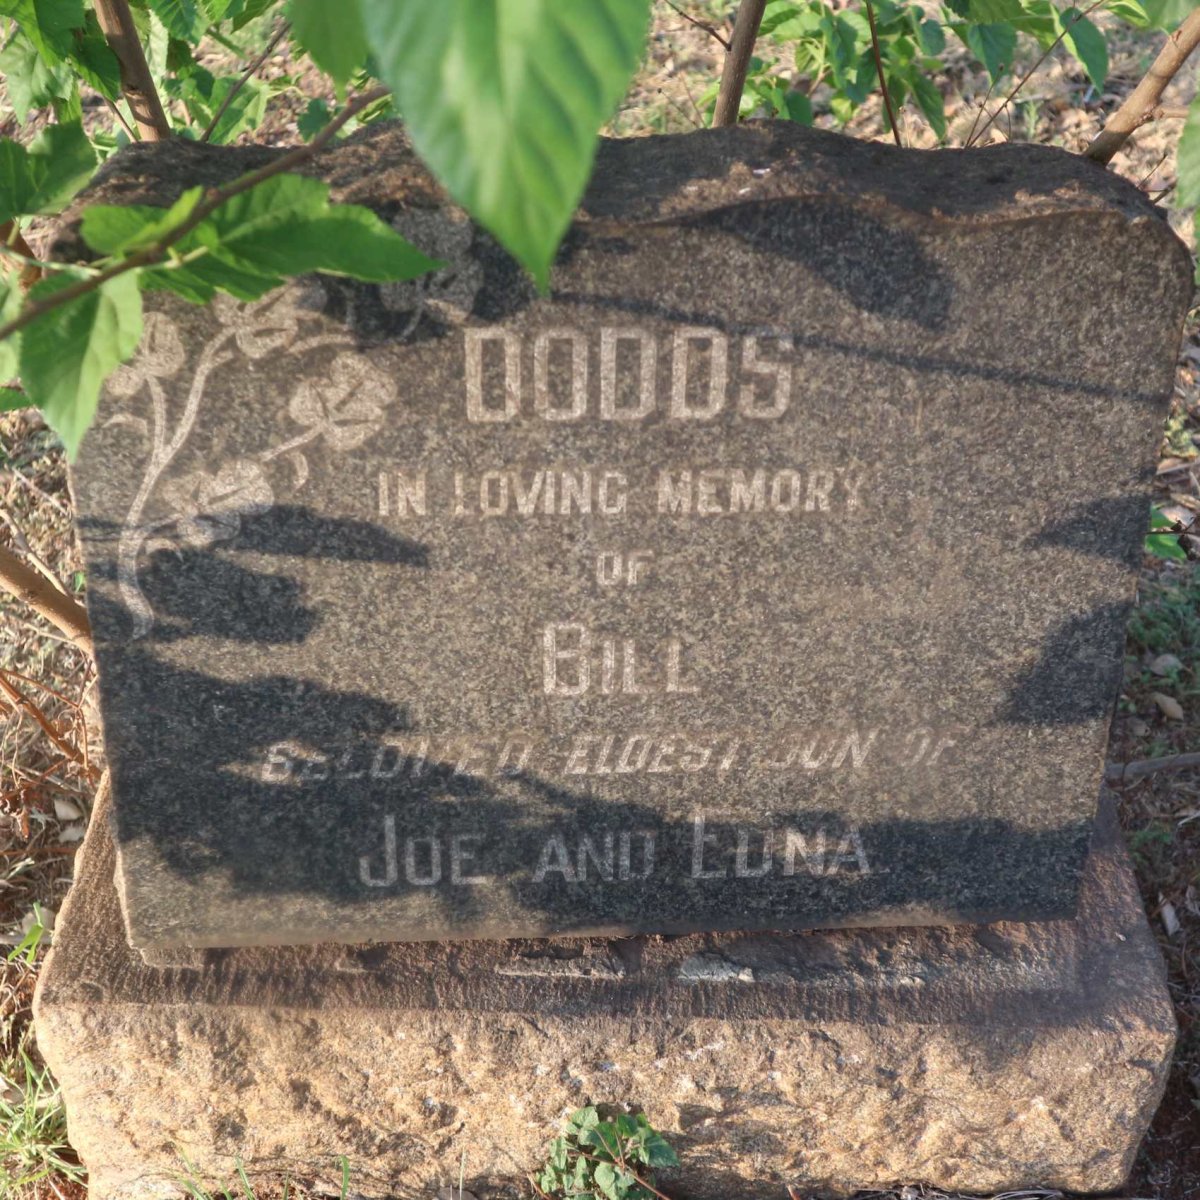 DODDS
IN LOVING MEMORY
OF
BILL
BELOVED ELDEST SON OF
JOE AND EDNA